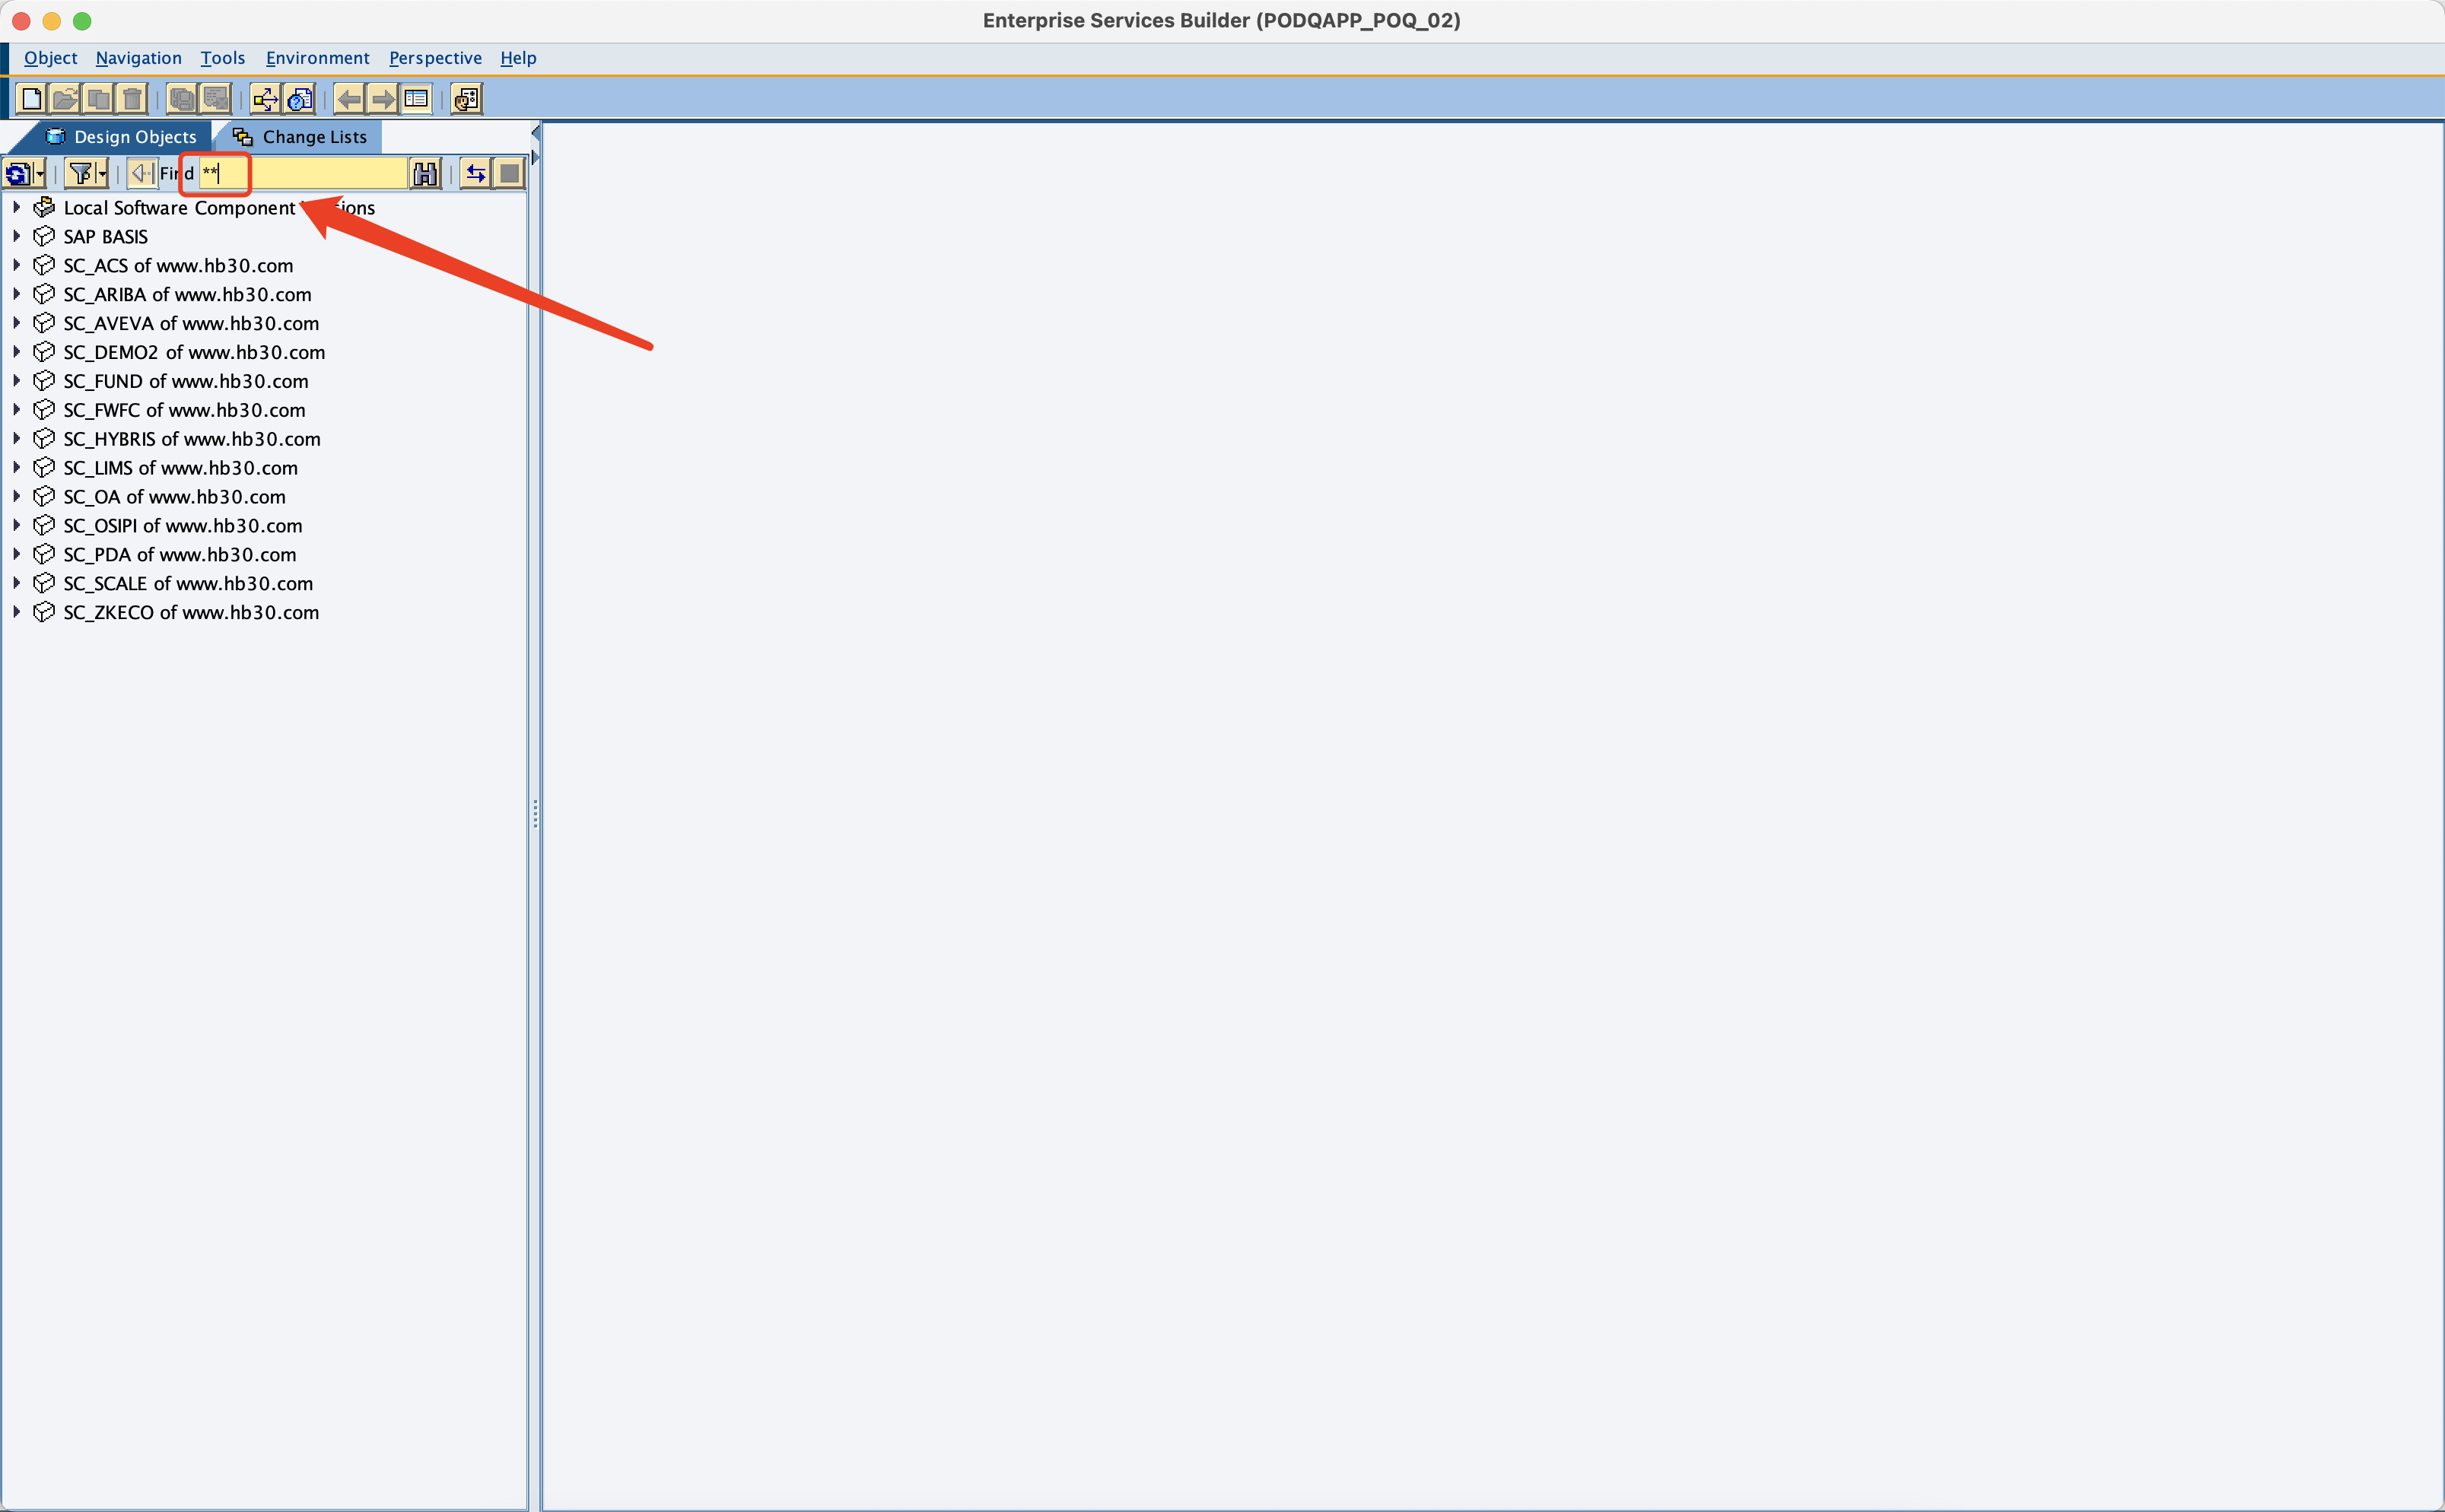 Enterprise Services Builder (PODQAPP_POQ_02)
Object Navigation Tools Environment Perspective Help
Design Objects Change Lists
Find **
Local Software Component
SAP BASIS
SC_ACS of www.hb30.com
SC_ARIBA of www.hb30.com
SC_AVEVA of www.hb30.com
SC_DEMO2 of www.hb30.com
SC_FUND of www.hb30.com
SC_FWFC of www.hb30.com
SC_HYBRIS of www.hb30.com
SC_LIMS of www.hb30.com
SC_OA of www.hb30.com
SC_OSIPI of www.hb30.com
SC_PDA of www.hb30.com
SC_SCALE of www.hb30.com
SC_ZKECO of www.hb30.com